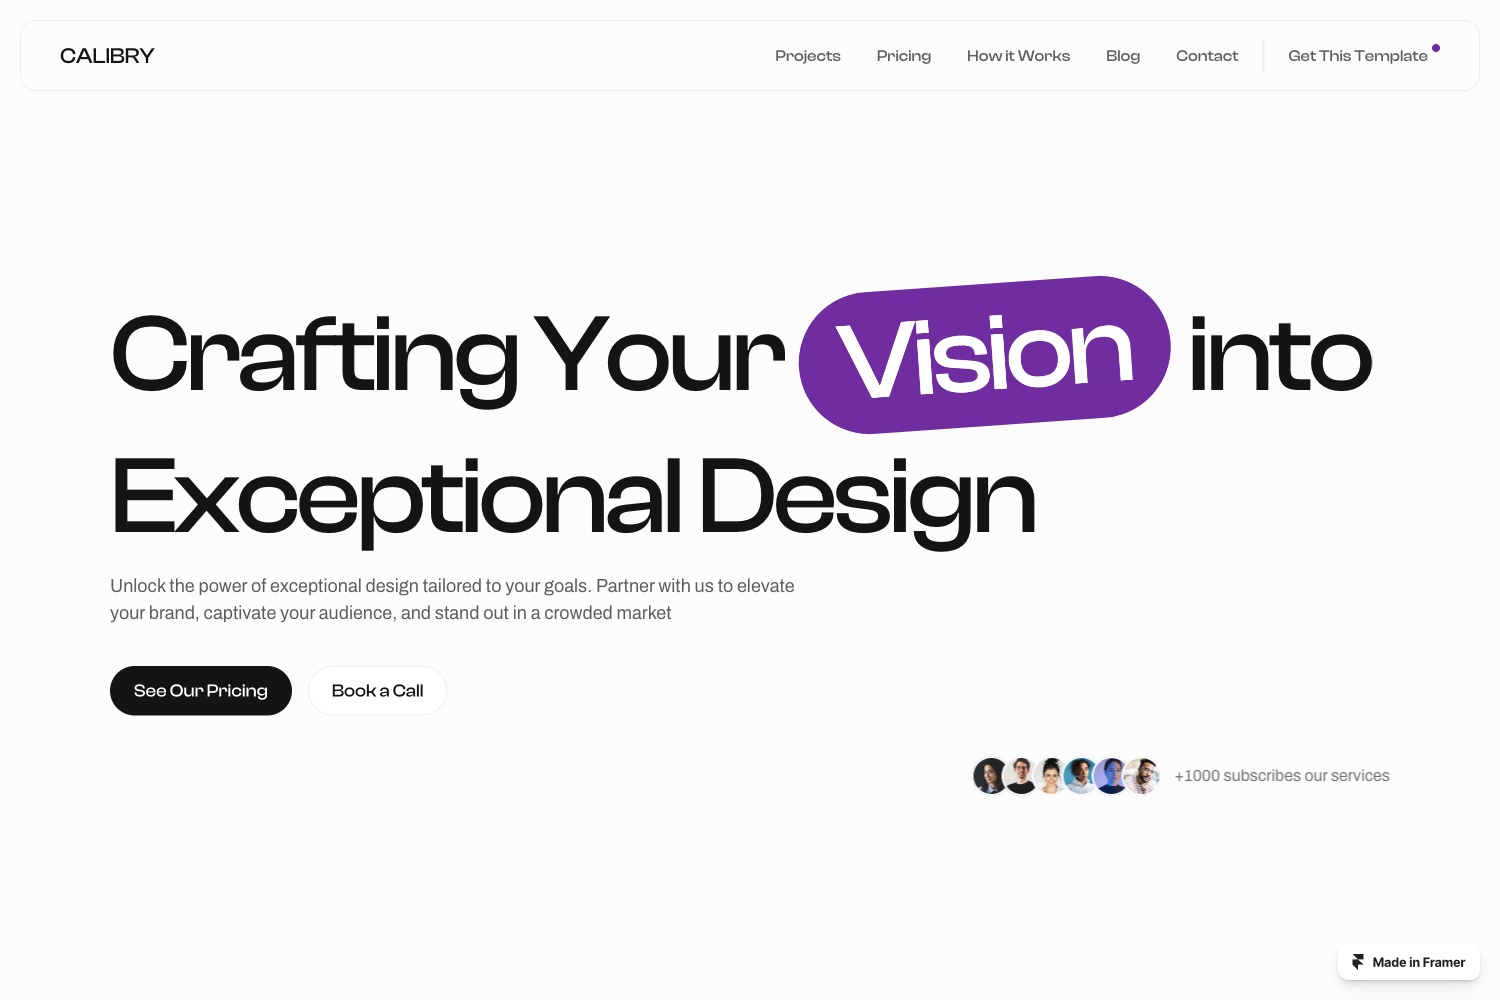 CALIBRY
Projects
Pricing
How it Works
Blog
Contact
Get This Template
Crafting Your Vision into
Exceptional Design
Unlock the power of exceptional design tailored to your goals. Partner with us to elevate
your brand, captivate your audience, and stand out in a crowded market
See Our Pricing
Book a Call
+1000 subscribes our services
Made in Framer